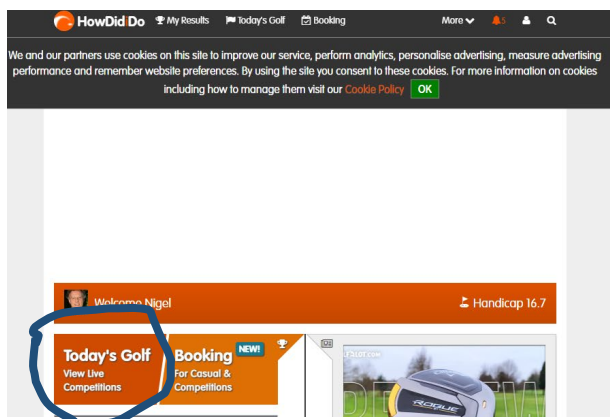 HowDidiDo My Results Today's Golf Booking More 5
We and our partners use cookies on this site to improve our service, perform analytics, personalise advertising, measure advertising
performance and remember website preferences. By using the site you consent to these cookies. For more information on cookies
including how to manage them visit our Cookie Policy OK
Welcome Nigel Handicap 16.7
Today's Golf
View Live
Competitions
Booking NEW!
For Casual &
Competitions
ROGUE